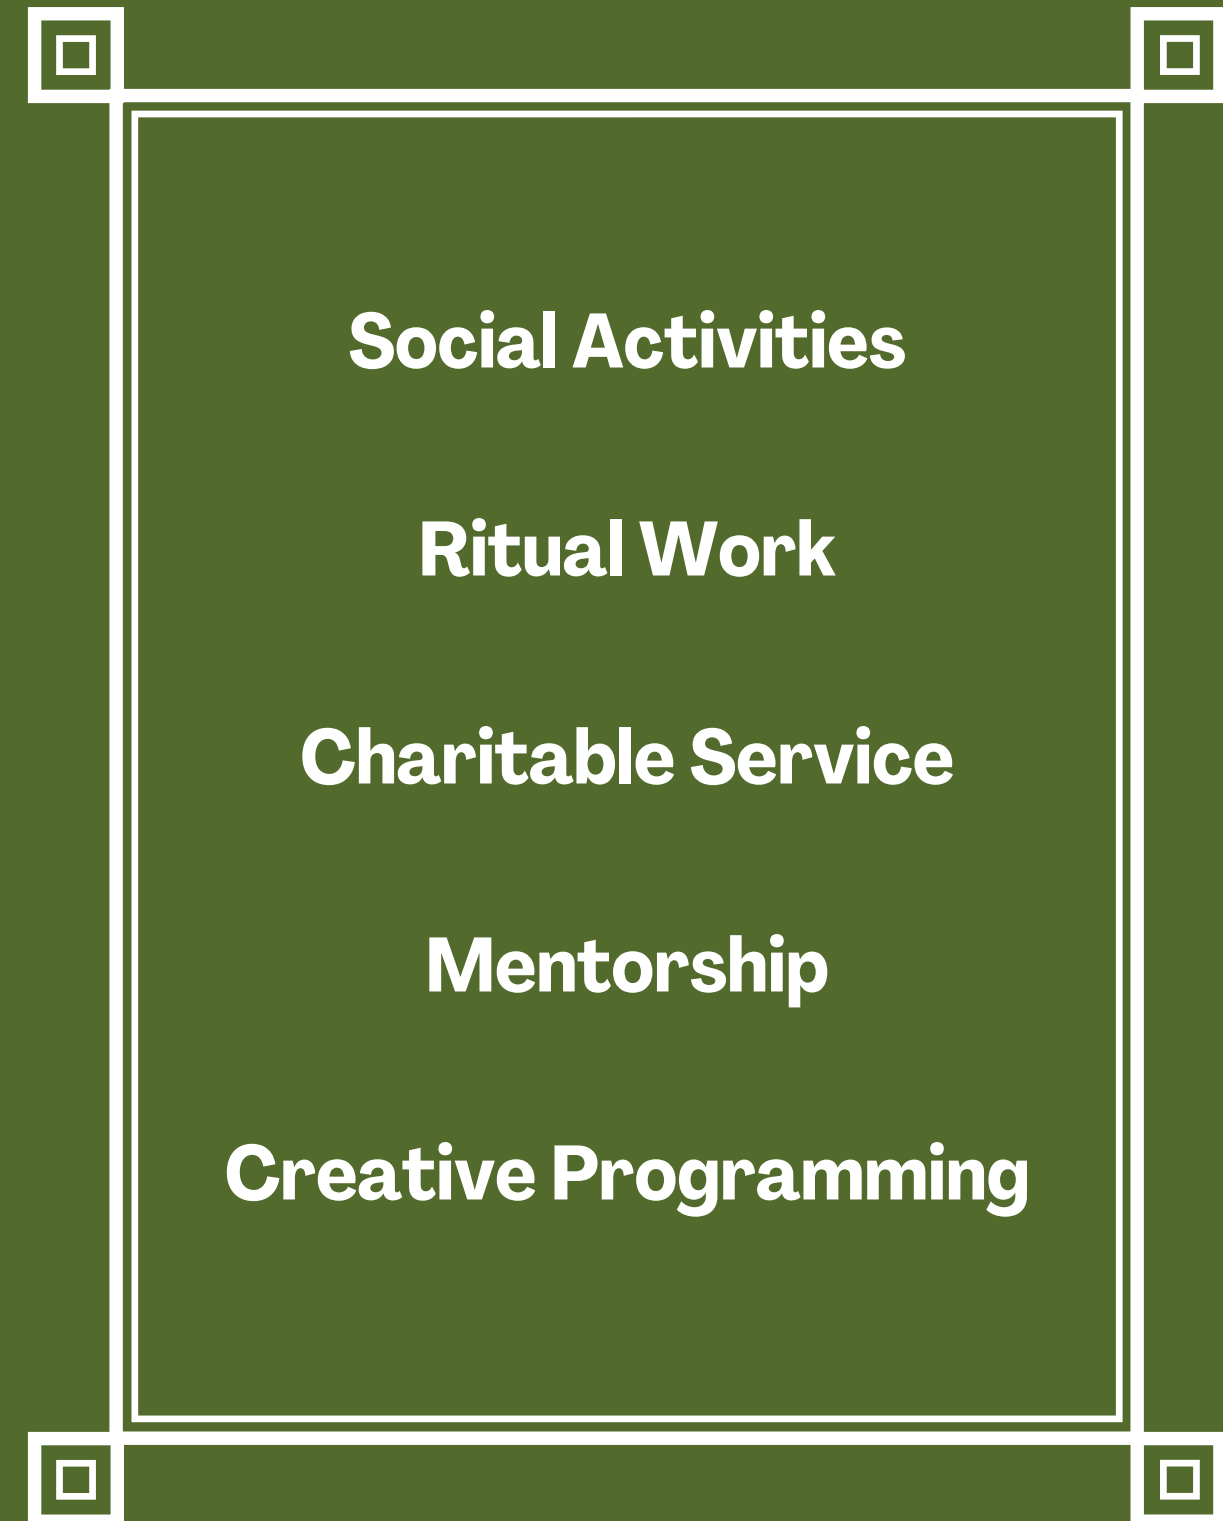 Social Activities
Ritual Work
Charitable Service
Mentorship
Creative Programming